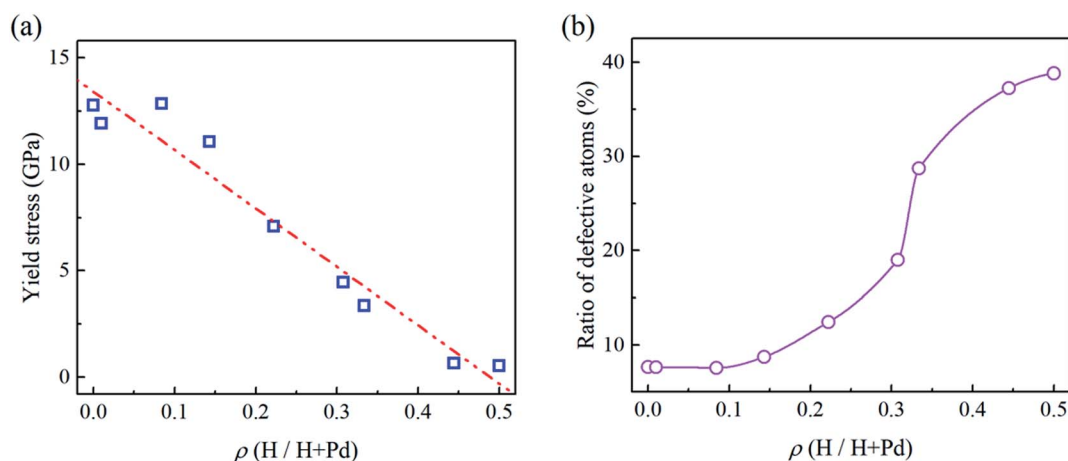 (a)
15
10
5
0
Yield stress (GPa)
0.0 0.1 0.2 0.3 0.4 0.5
ρ (H / H+Pd)
(b)
40
30
20
10
Ratio of defective atoms (%)
0.0 0.1 0.2 0.3 0.4 0.5
ρ (H / H+Pd)